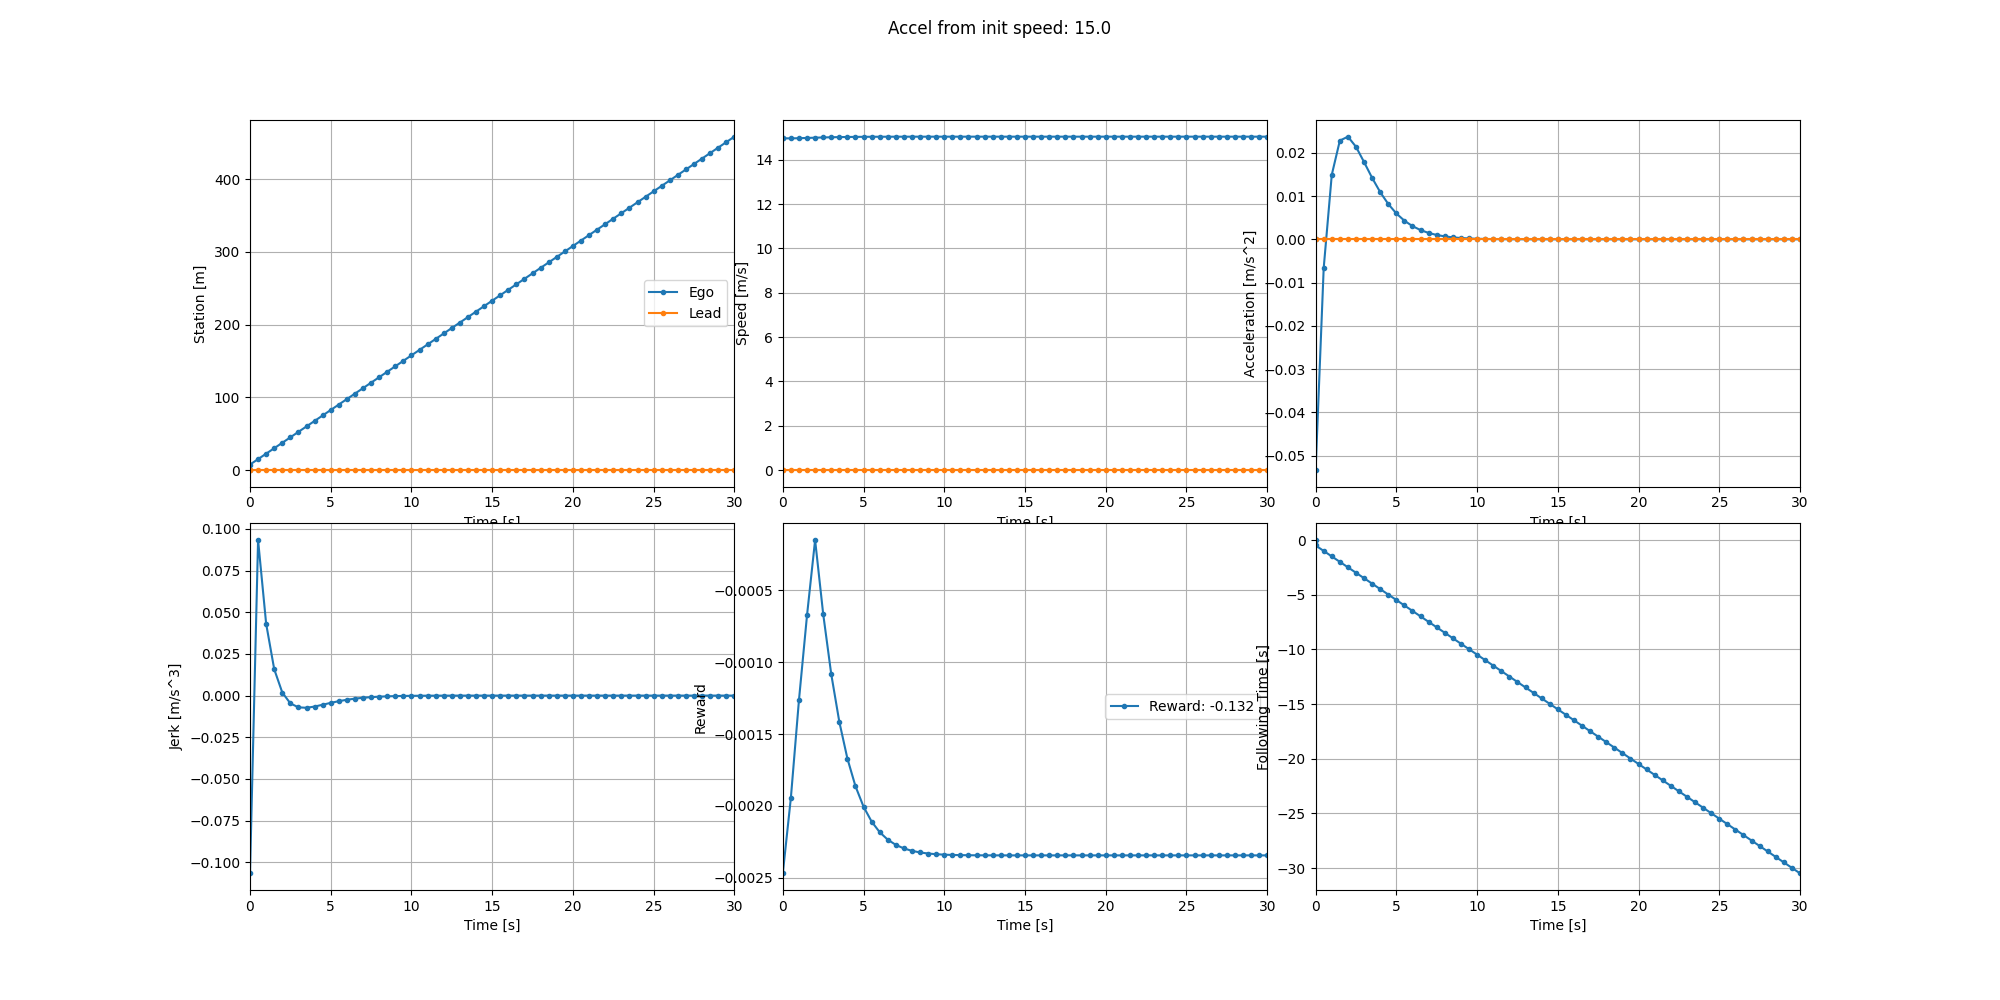 Accel from init speed: 15.0
400
300
200
100
0
Station [m]
0 5 10 15 20 25 30
Time [s]
Ego
Lead
14
12
10
8
6
4
2
0
Speed [m/s]
0 5 10 15 20 25 30
Time [s]
0.02
0.01
0.00
−0.01
−0.02
−0.03
−0.04
−0.05
Acceleration [m/s^2]
0 5 10 15 20 25 30
Time [s]
0.100
0.075
0.050
0.025
0.000
−0.025
−0.050
−0.075
−0.100
Jerk [m/s^3]
0 5 10 15 20 25 30
Time [s]
−0.0005
−0.0010
−0.0015
−0.0020
−0.0025
Reward
Reward: -0.132
0 5 10 15 20 25 30
Time [s]
0
−5
−10
−15
−20
−25
−30
Following Time [s]
0 5 10 15 20 25 30
Time [s]